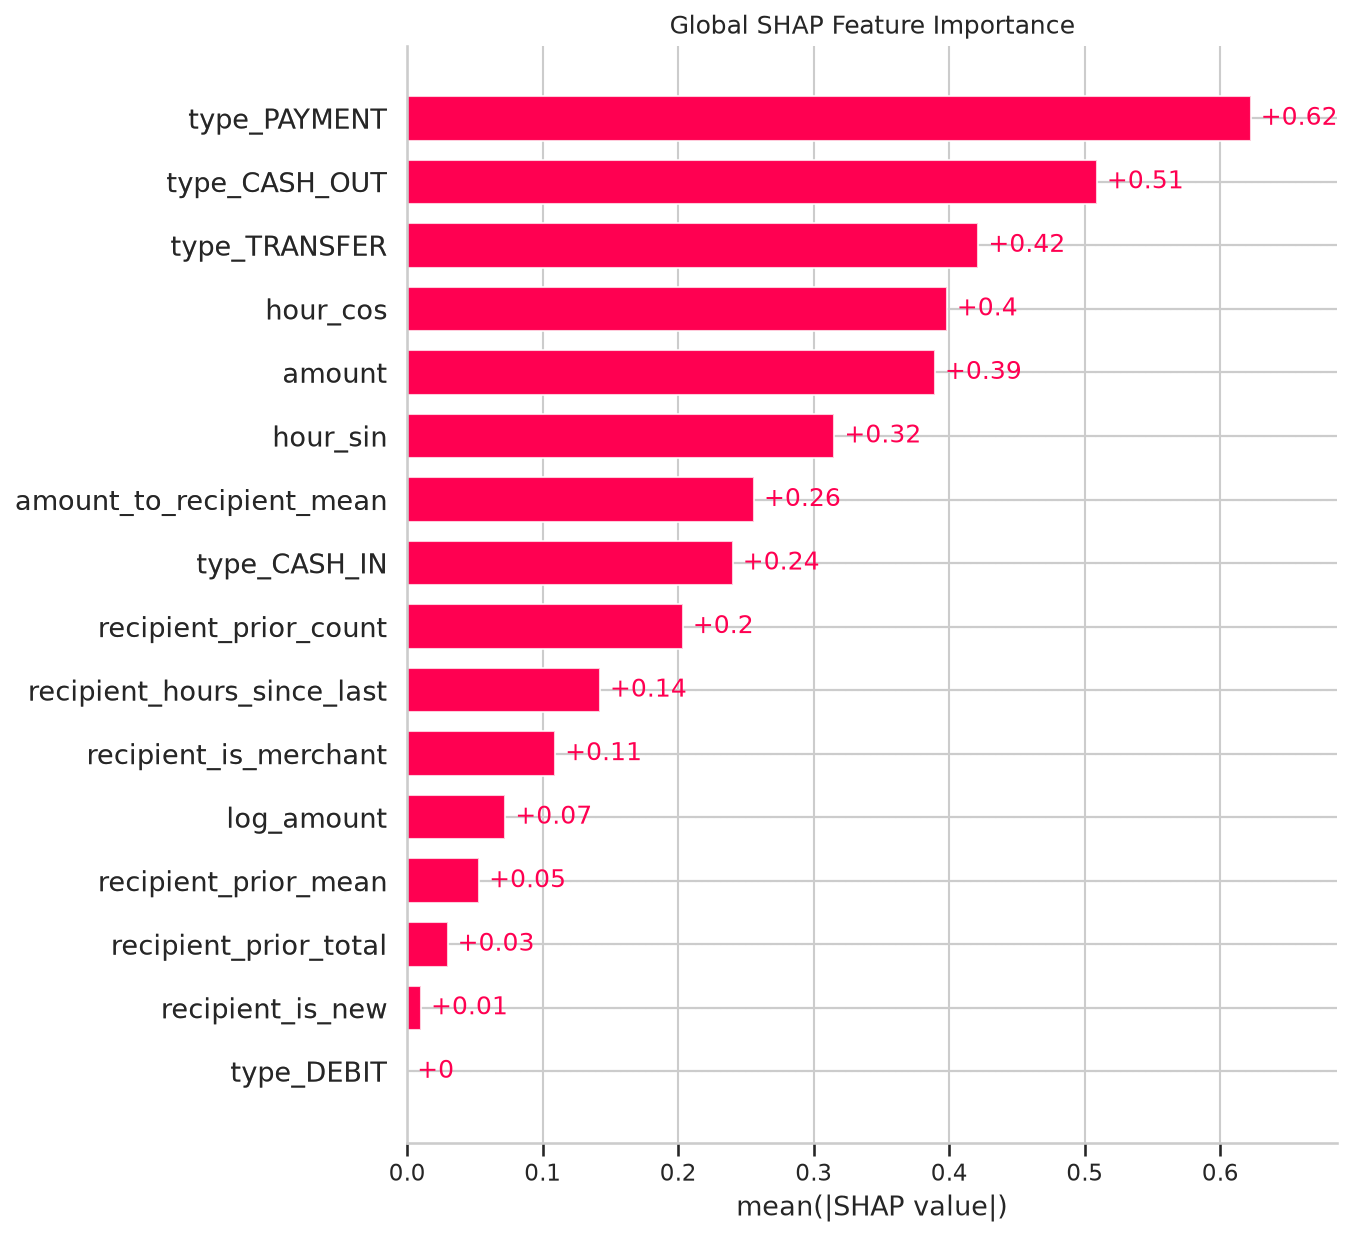 Global SHAP Feature Importance
type_PAYMENT +0.62
type_CASH_OUT +0.51
type_TRANSFER +0.42
hour_cos +0.4
amount +0.39
hour_sin +0.32
amount_to_recipient_mean +0.26
type_CASH_IN +0.24
recipient_prior_count +0.2
recipient_hours_since_last +0.14
recipient_is_merchant +0.11
log_amount +0.07
recipient_prior_mean +0.05
recipient_prior_total +0.03
recipient_is_new +0.01
type_DEBIT +0
0.0 0.1 0.2 0.3 0.4 0.5 0.6
mean(|SHAP value|)